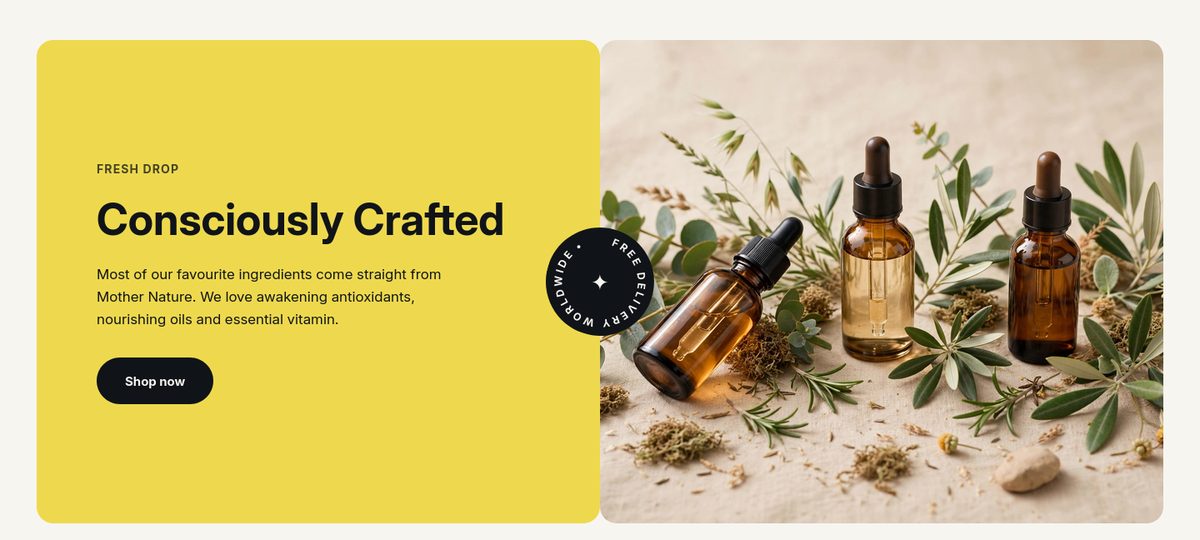 FRESH DROP
Consciously Crafted
Most of our favourite ingredients come straight from
Mother Nature. We love awakening antioxidants,
nourishing oils and essential vitamin.
Shop now
FREE DELIVERY WORLDWIDE •